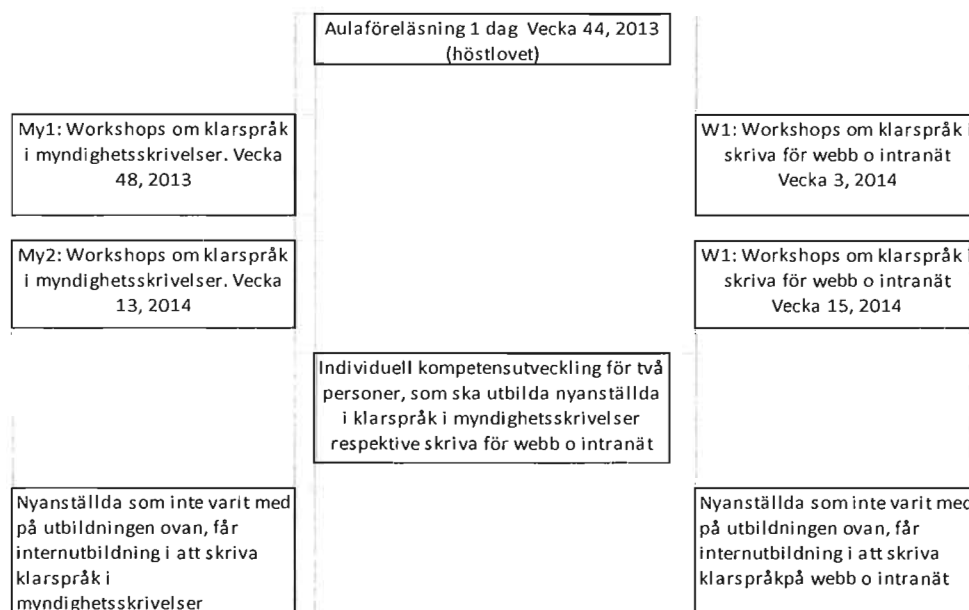 Aulaföreläsning 1 dag Vecka 44, 2013
(höstlovet)
My1: Workshops om klarspråk
i myndighetsskrivelser. Vecka
48, 2013
W1: Workshops om klarspråk i
skriva för webb o intranät
Vecka 3, 2014
My2: Workshops om klarspråk
i myndighetsskrivelser. Vecka
13, 2014
W1: Workshops om klarspråk i
skriva för webb o intranät
Vecka 15, 2014
Individuell kompetensutveckling för två
personer, som ska utbilda nyanställda
i klarspråk i myndighetsskrivelser
respektive skriva för webb o intranät
Nyanställda som inte varit med
på utbildningen ovan, får
internutbildning i att skriva
klarspråk i
myndighetsskrivelser
Nyanställda som inte varit med
på utbildningen ovan, får
internutbildning i att skriva
klarspråkpå webb o intranät